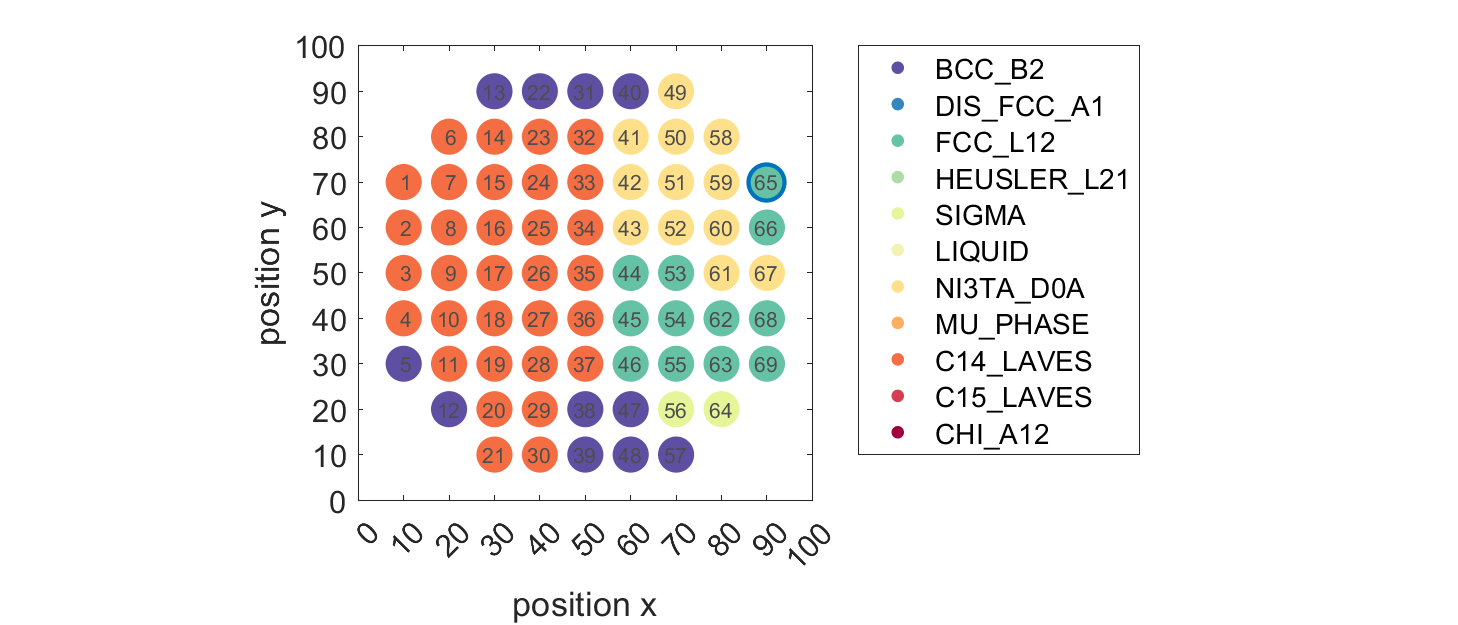 100
90
80
70
60
50
40
30
20
10
0
position y
13 22 31 40 49
6 14 23 32 41 50 58
1 7 15 24 33 42 51 59 65
2 8 16 25 34 43 52 60 66
3 9 17 26 35 44 53 61 67
4 10 18 27 36 45 54 62 68
5 11 19 28 37 46 55 63 69
12 20 29 38 47 56 64
21 30 39 48 57
0 10 20 30 40 50 60 70 80 90 100
position x
BCC_B2
DIS_FCC_A1
FCC_L12
HEUSLER_L21
SIGMA
LIQUID
NI3TA_D0A
MU_PHASE
C14_LAVES
C15_LAVES
CHI_A12